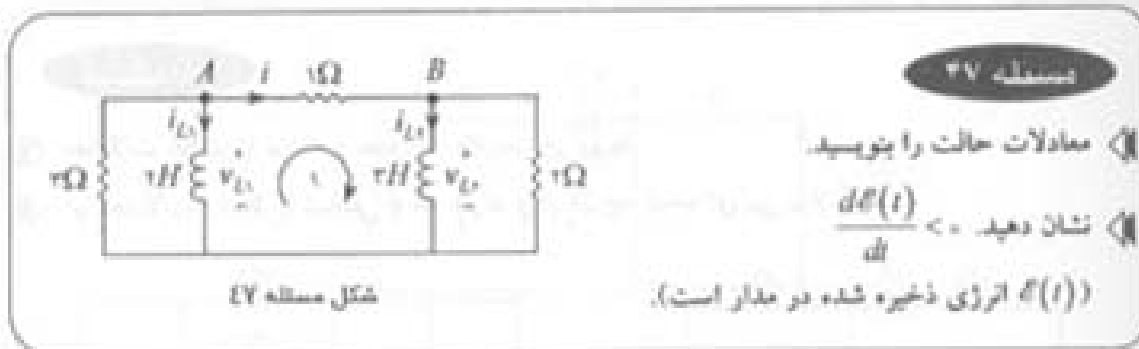 مسئله ۴۷
معادلات حالت را بنویسید.
نشان دهید. dℰ(t)/dt < ۰
(ℰ(t) انرژی ذخیره شده در مدار است).
A i ۱Ω B
i_L۱ i_L۲
۳Ω ۲H v_L۱ + − ۱ ۳H v_L۲ + − ۲Ω
شکل مسئله ٤٧